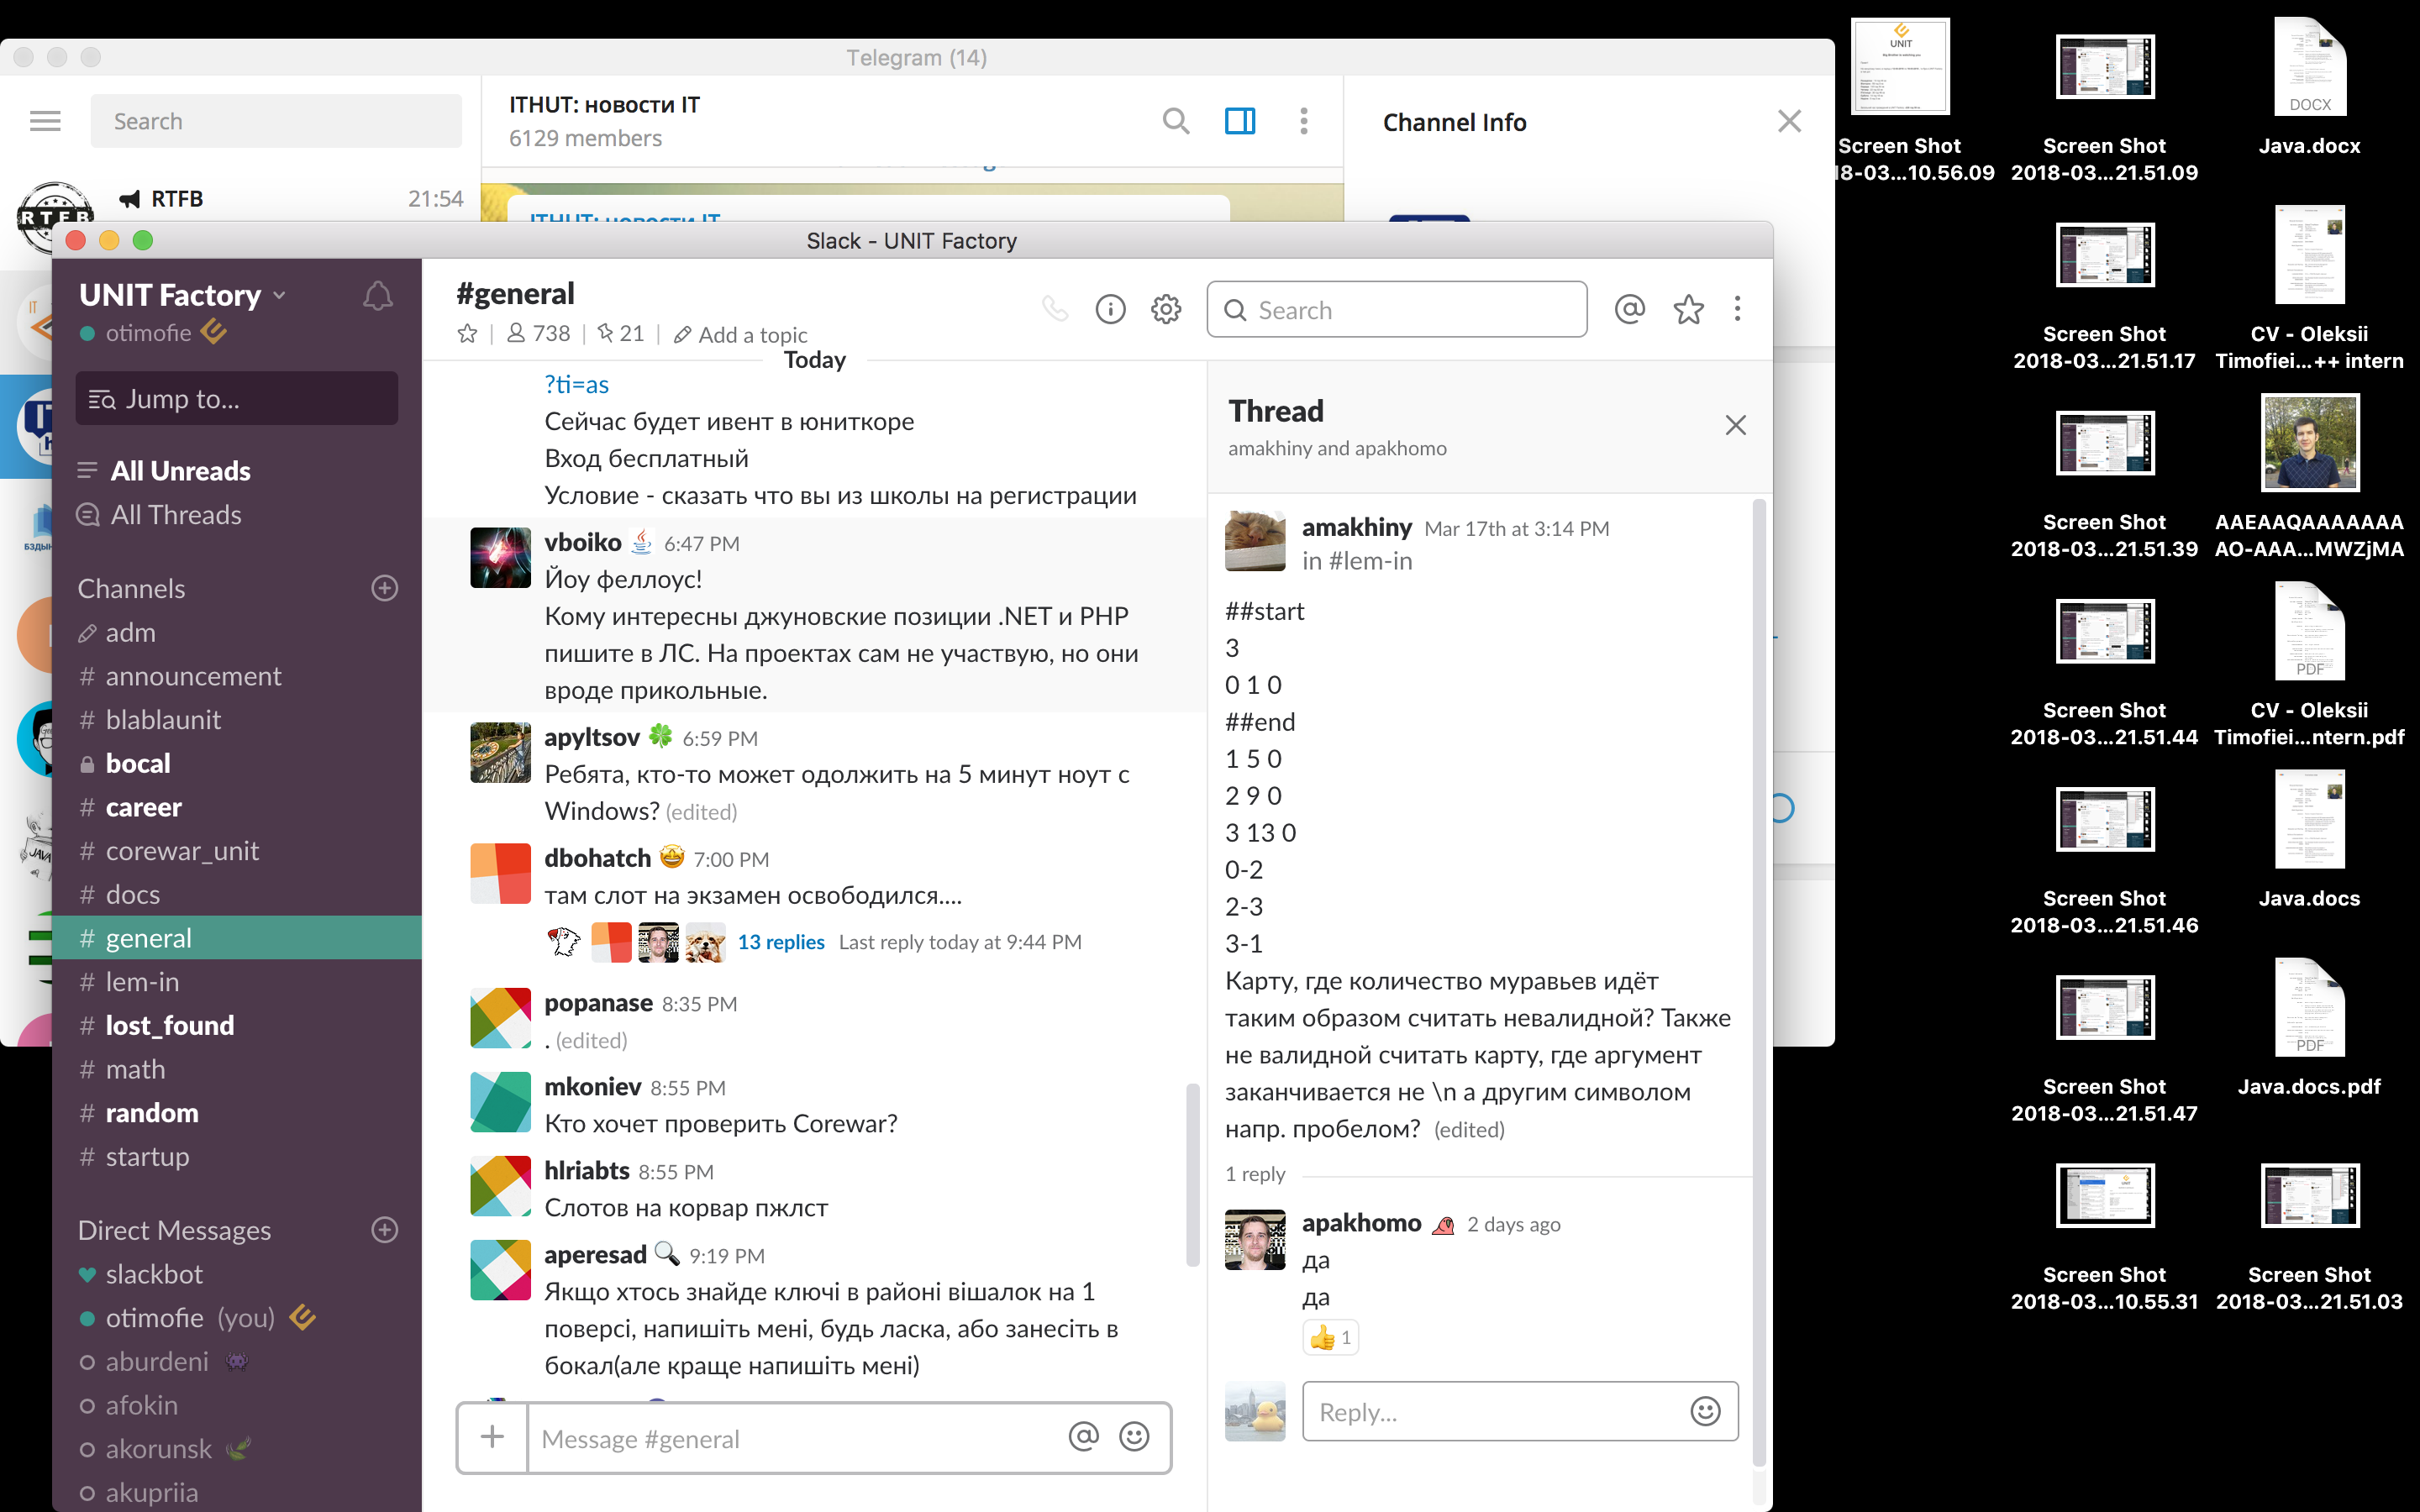 Telegram (14)
Search
RTFB
21:54
ITHUT: новости IT
6129 members
Channel Info
ITHUT: новости IT
Slack - UNIT Factory
UNIT Factory
otimofie
Jump to...
All Unreads
All Threads
Channels
adm
# announcement
# blablaunit
bocal
# career
# corewar_unit
# docs
# general
# lem-in
# lost_found
# math
# random
# startup
Direct Messages
slackbot
otimofie (you)
aburdeni
afokin
akorunsk
akupriia
#general
738 | 21 | Add a topic
Search
Today
?ti=as
Сейчас будет ивент в юниткоре
Вход бесплатный
Условие - сказать что вы из школы на регистрации
vboiko 6:47 PM
Йоу феллоус!
Кому интересны джуновские позиции .NET и PHP
пишите в ЛС. На проектах сам не участвую, но они
вроде прикольные.
apyltsov 6:59 PM
Ребята, кто-то может одолжить на 5 минут ноут с
Windows? (edited)
dbohatch 7:00 PM
там слот на экзамен освободился....
13 replies Last reply today at 9:44 PM
popanase 8:35 PM
. (edited)
mkoniev 8:55 PM
Кто хочет проверить Corewar?
hlriabts 8:55 PM
Слотов на корвар пжлст
aperesad 9:19 PM
Якщо хтось знайде ключі в районі вішалок на 1
поверсі, напишіть мені, будь ласка, або занесіть в
бокал(але краще напишіть мені)
Message #general
Thread
amakhiny and apakhomo
amakhiny Mar 17th at 3:14 PM
in #lem-in
##start
3
0 1 0
##end
1 5 0
2 9 0
3 13 0
0-2
2-3
3-1
Карту, где количество муравьев идёт
таким образом считать невалидной? Также
не валидной считать карту, где аргумент
заканчивается не \n а другим символом
напр. пробелом? (edited)
1 reply
apakhomo 2 days ago
да
да
1
Reply...
UNIT
Screen Shot
18-03...10.56.09
Screen Shot
2018-03...21.51.09
DOCX
Java.docx
Screen Shot
2018-03...21.51.17
CV - Oleksii
Timofiei...++ intern
Screen Shot
2018-03...21.51.39
AAEAAQAAAAAAA
AO-AAA...MWZjMA
Screen Shot
2018-03...21.51.44
PDF
CV - Oleksii
Timofiei...ntern.pdf
Screen Shot
2018-03...21.51.46
Java.docs
Screen Shot
2018-03...21.51.47
PDF
Java.docs.pdf
Screen Shot
2018-03...10.55.31
Screen Shot
2018-03...21.51.03